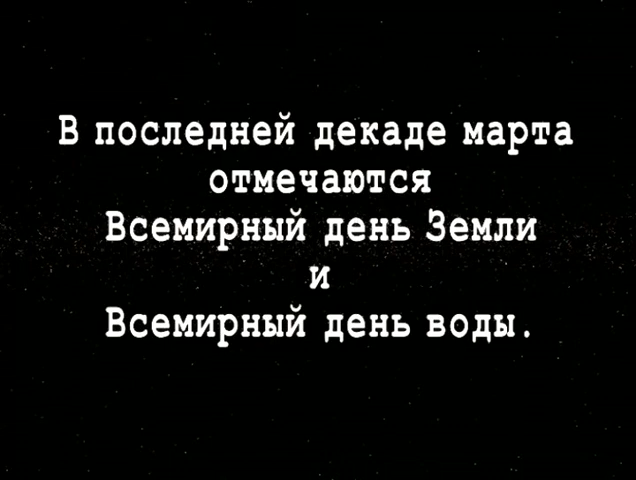 В последней декаде марта
отмечаются
Всемирный день Земли
и
Всемирный день воды.